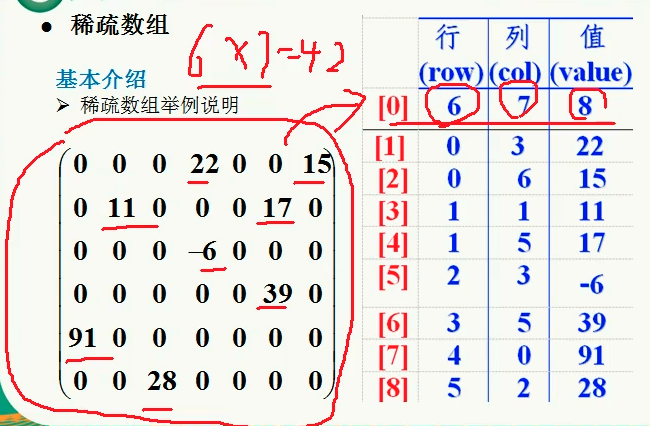 ● 稀疏数组
6×7=42
基本介绍
➢ 稀疏数组举例说明
0 0 0 22 0 0 15
0 11 0 0 0 17 0
0 0 0 –6 0 0 0
0 0 0 0 0 39 0
91 0 0 0 0 0 0
0 0 28 0 0 0 0
行 列 值
(row) (col) (value)
[0] 6 7 8
[1] 0 3 22
[2] 0 6 15
[3] 1 1 11
[4] 1 5 17
[5] 2 3 -6
[6] 3 5 39
[7] 4 0 91
[8] 5 2 28